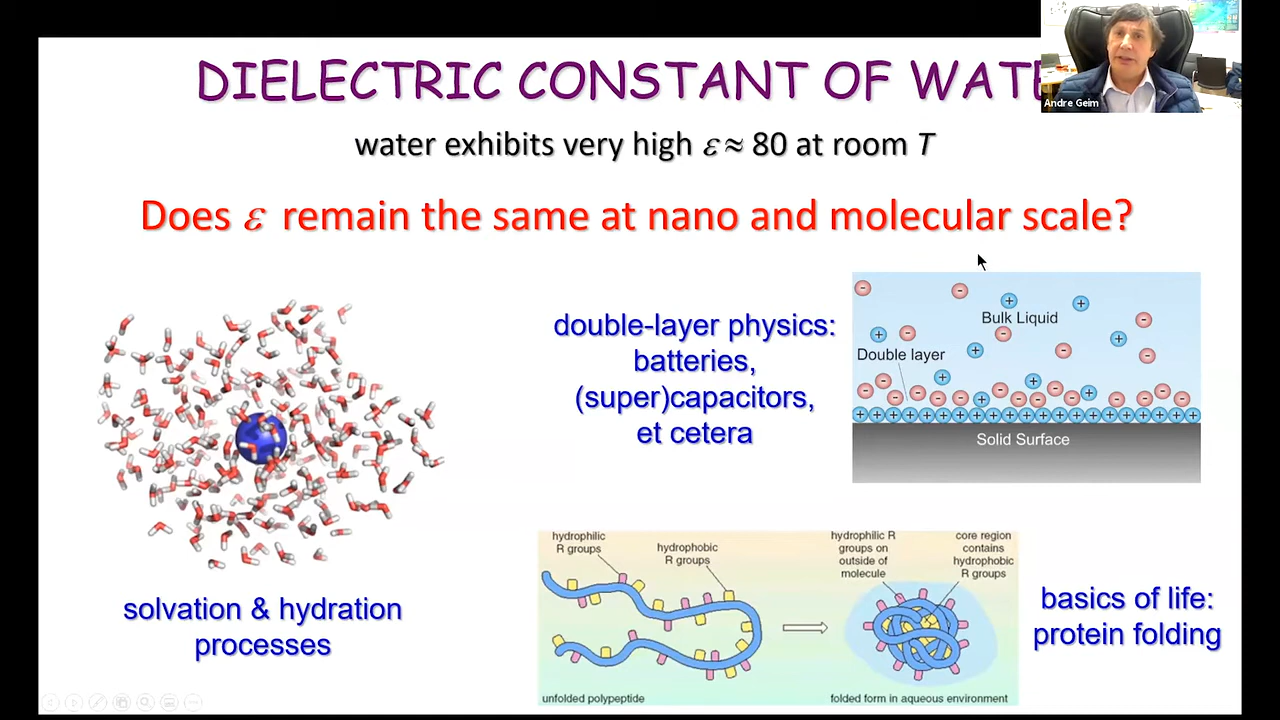 DIELECTRIC CONSTANT OF WATE
Andre Geim
water exhibits very high ε ≈ 80 at room T
Does ε remain the same at nano and molecular scale?
double-layer physics:
batteries,
(super)capacitors,
et cetera
Bulk Liquid
Double layer
Solid Surface
solvation & hydration
processes
hydrophilic
R groups
hydrophobic
R groups
unfolded polypeptide
hydrophilic R
groups on
outside of
molecule
core region
contains
hydrophobic
R groups
folded form in aqueous environment
basics of life:
protein folding